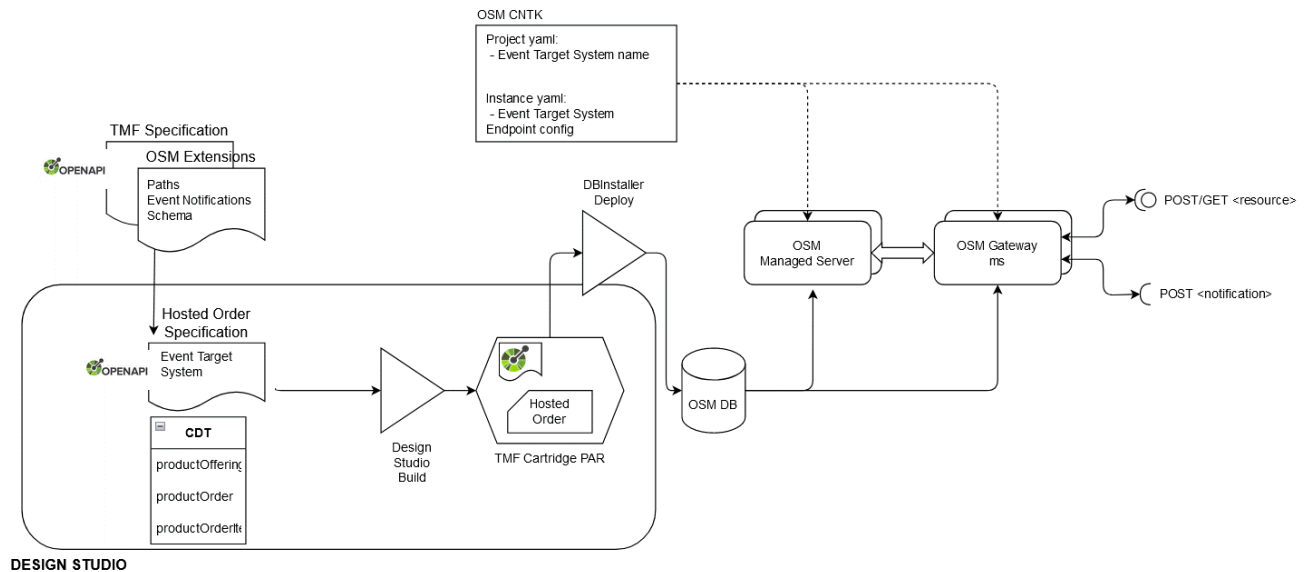 OSM CNTK
Project yaml:
- Event Target System name
Instance yaml:
- Event Target System
Endpoint config
TMF Specification
OSM Extensions
OPENAPI
Paths
Event Notifications
Schema
DBInstaller
Deploy
OSM
Managed Server
OSM Gateway
ms
POST/GET <resource>
POST <notification>
Hosted Order
Specification
OPENAPI
Event Target
System
CDT
productOffering
productOrder
productOrderIte
Design
Studio
Build
Hosted
Order
TMF Cartridge PAR
OSM DB
DESIGN STUDIO